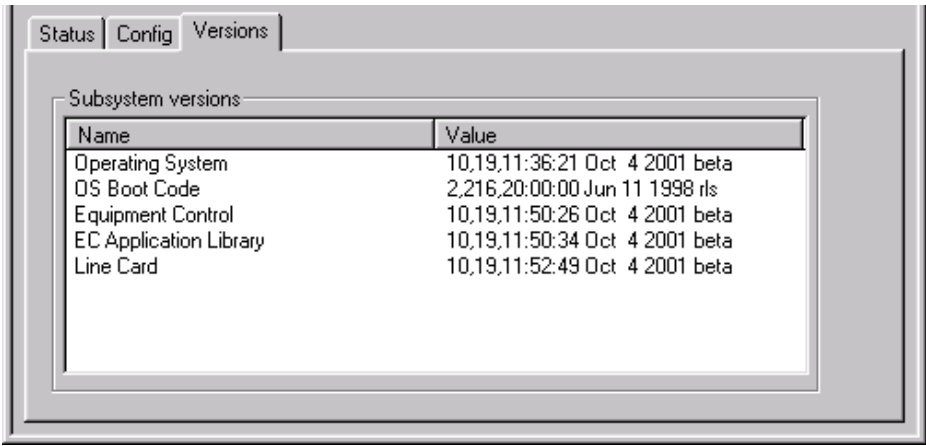 Status Config Versions
Subsystem versions
Name Value
Operating System 10,19,11:36:21 Oct  4 2001 beta
OS Boot Code 2,216,20:00:00 Jun 11 1998 rls
Equipment Control 10,19,11:50:26 Oct  4 2001 beta
EC Application Library 10,19,11:50:34 Oct  4 2001 beta
Line Card 10,19,11:52:49 Oct  4 2001 beta